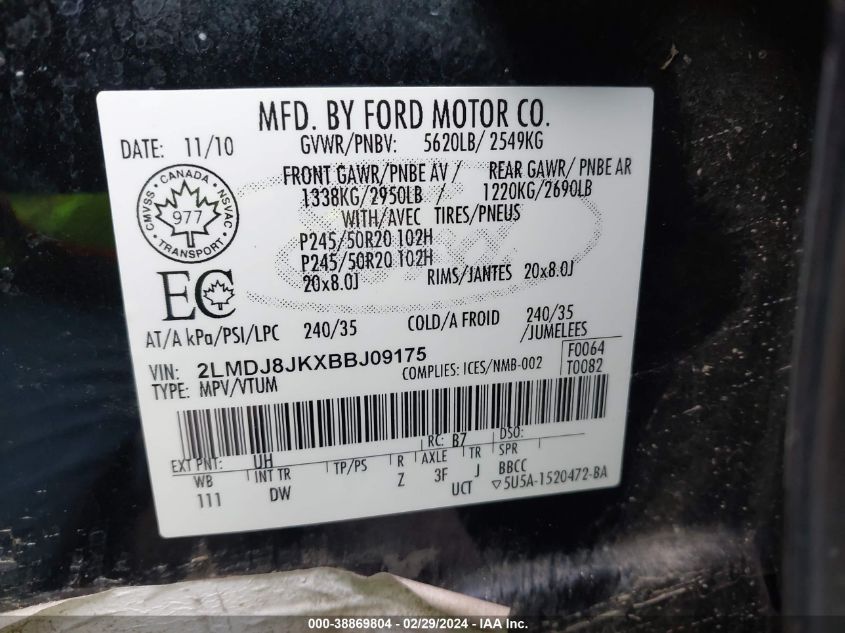 MFD. BY FORD MOTOR CO.
DATE: 11/10 GVWR/PNBV: 5620LB/ 2549KG
FRONT GAWR/PNBE AV / REAR GAWR/ PNBE AR
1338KG/2950LB / 1220KG/2690LB
WITH/AVEC TIRES/PNEUS
P245/50R20 102H
P245/50R20 102H
20x8.0J RIMS/JANTES 20x8.0J
CMVSS - CANADA - NSVAC
977
TRANSPORT
EC
AT/A kPa/PSI/LPC 240/35 COLD/A FROID 240/35
/JUMELEES
VIN: 2LMDJ8JKXBBJ09175 COMPLIES: ICES/NMB-002 F0064
TYPE: MPV/VTUM T0082
EXT PNT: UH RC: B7 DSO:
WB INT TR TP/PS R AXLE TR SPR
111 DW Z 3F J BBCC
UCT ▽5U5A-1520472-BA
000-38869804 - 02/29/2024 - IAA Inc.